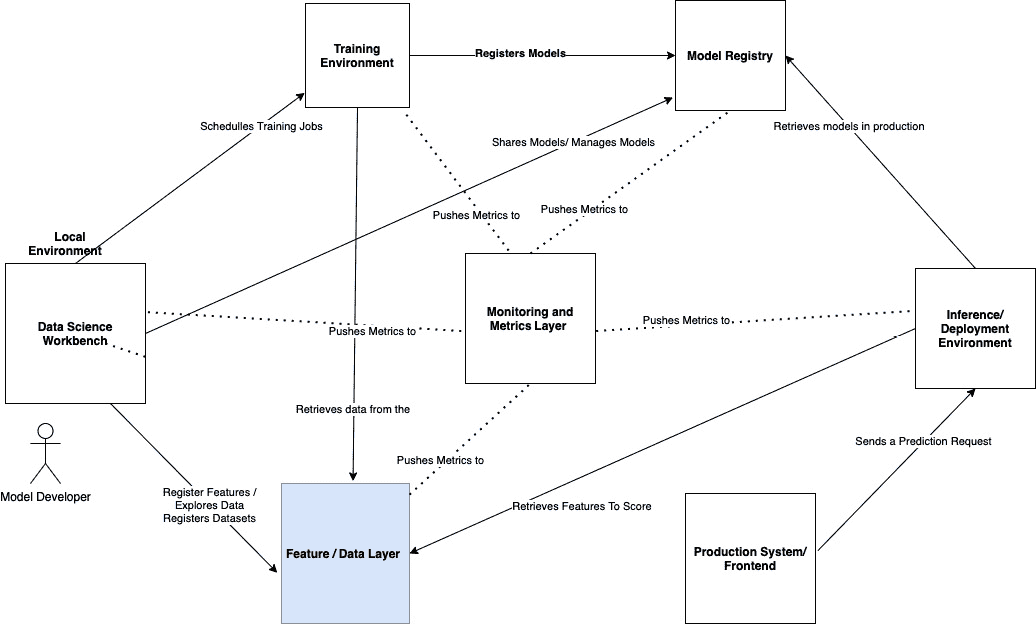 Training
Environment
Registers Models
Model Registry
Schedulles Training Jobs
Retrieves models in production
Shares Models/ Manages Models
Pushes Metrics to
Pushes Metrics to
Local
Environment
Data Science
Workbench
Monitoring and
Metrics Layer
Pushes Metrics to
Pushes Metrics to
Inference/
Deployment
Environment
Retrieves data from the
Sends a Prediction Request
Pushes Metrics to
Model Developer
Register Features /
Explores Data
Registers Datasets
Retrieves Features To Score
Feature / Data Layer
Production System/
Frontend